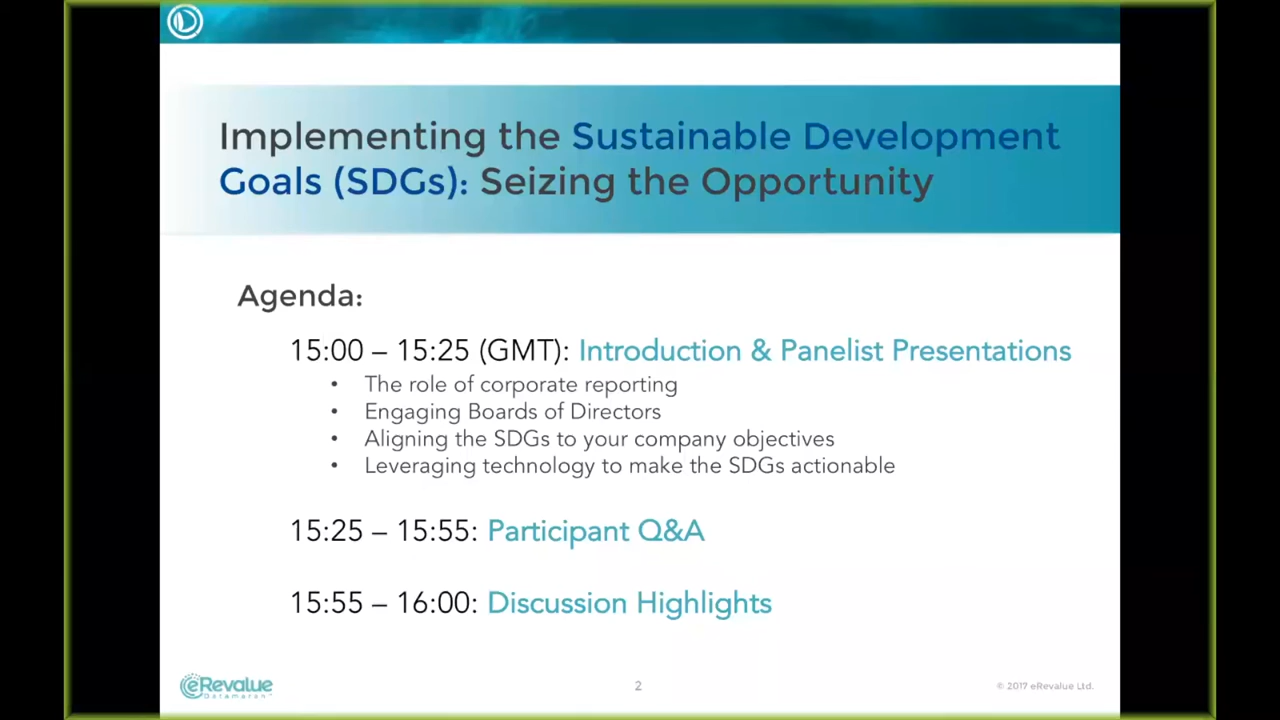 Implementing the Sustainable Development
Goals (SDGs): Seizing the Opportunity
Agenda:
15:00 – 15:25 (GMT): Introduction & Panelist Presentations
• The role of corporate reporting
• Engaging Boards of Directors
• Aligning the SDGs to your company objectives
• Leveraging technology to make the SDGs actionable
15:25 – 15:55: Participant Q&A
15:55 – 16:00: Discussion Highlights
eRevalue
Datamaran™
2
© 2017 eRevalue Ltd.